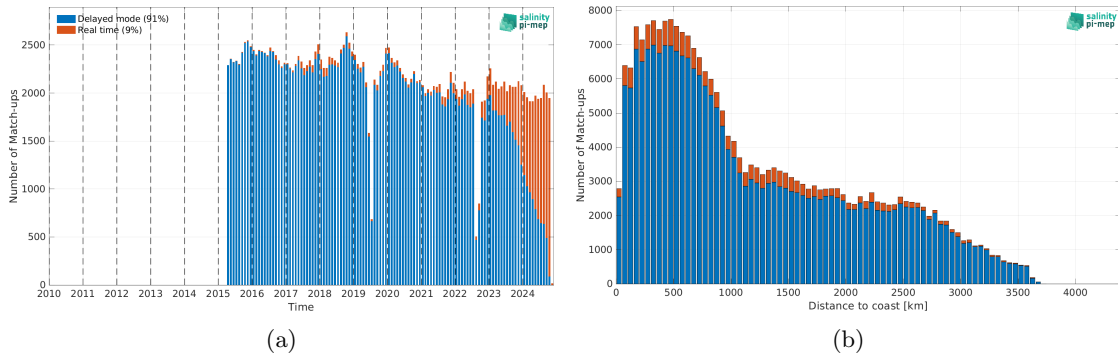 Delayed mode (91%)
Real time (9%)
salinity
pi-mep
Number of Match-ups
2500
2000
1500
1000
500
0
2010 2011 2012 2013 2014 2015 2016 2017 2018 2019 2020 2021 2022 2023 2024
Time
(a)
salinity
pi-mep
Number of Match-ups
8000
7000
6000
5000
4000
3000
2000
1000
0
0 500 1000 1500 2000 2500 3000 3500 4000
Distance to coast [km]
(b)